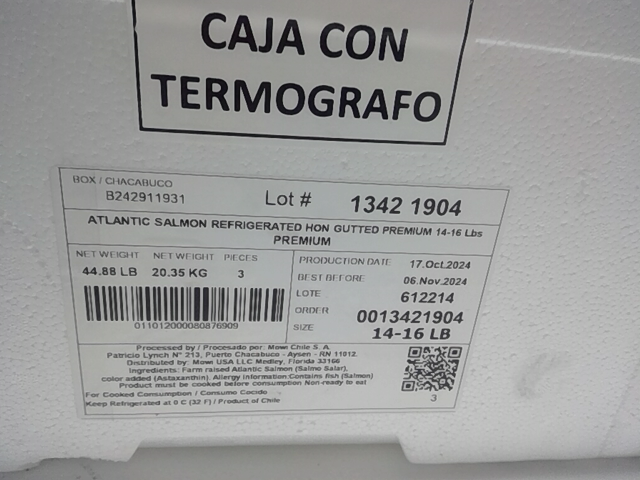 CAJA CON
TERMOGRAFO
BOX / CHACABUCO
B242911931
Lot # 1342 1904
ATLANTIC SALMON REFRIGERATED HON GUTTED PREMIUM 14-16 Lbs
PREMIUM
NET WEIGHT NET WEIGHT PIECES
44.88 LB 20.35 KG 3
011012000080876909
PRODUCTION DATE 17.Oct.2024
BEST BEFORE 06.Nov.2024
LOTE 612214
ORDER 0013421904
SIZE 14-16 LB
Processed by / Procesado por: Mowi Chile S. A.
Patricio Lynch N° 213, Puerto Chacabuco - Aysen - RN 11012.
Distributed by: Mowi USA LLC Medley, Florida 33166
Ingredients: Farm raised Atlantic Salmon (Salmo Salar),
color added (Astaxanthin). Allergy information:Contains fish (Salmon)
Product must be cooked before consumption Non-ready to eat
For Cooked Consumption / Consumo Cocido
Keep Refrigerated at 0 C (32 F) / Product of Chile
3